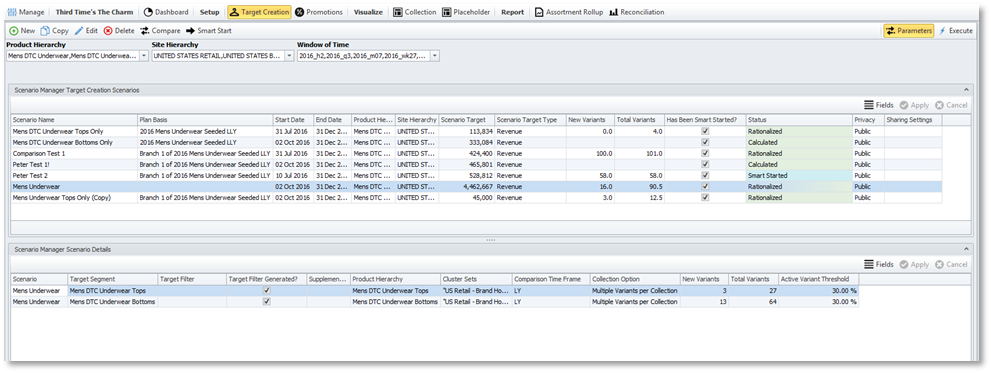 Manage Third Time's The Charm Dashboard Setup Target Creation Promotions Visualize Collection Placeholder Report Assortment Rollup Reconciliation
New Copy Edit Delete Compare Smart Start Parameters Execute
Product Hierarchy Site Hierarchy Window of Time
Mens DTC Underwear,Mens DTC Underwea... UNITED STATES RETAIL,UNITED STATES B... 2016_h2,2016_q3,2016_m07,2016_wk27,...
Scenario Manager Target Creation Scenarios
Fields Apply Cancel
Scenario Name Plan Basis Start Date End Date Product Hie... Site Hierarchy Scenario Target Scenario Target Type New Variants Total Variants Has Been Smart Started? Status Privacy Sharing Settings
Mens DTC Underwear Tops Only 2016 Mens Underwear Seeded LLY 31 Jul 2016 31 Dec 2... Mens DTC ... UNITED ST... 113,834 Revenue 0.0 4.0 Rationalized Public
Mens DTC Underwear Bottoms Only 2016 Mens Underwear Seeded LLY 02 Oct 2016 31 Dec 2... Mens DTC ... UNITED ST... 333,084 Revenue Calculated Public
Comparison Test 1 Branch 1 of 2016 Mens Underwear Seeded LLY 31 Jul 2016 31 Dec 2... Mens DTC ... UNITED ST... 424,400 Revenue 100.0 101.0 Rationalized Public
Peter Test 1! Branch 1 of 2016 Mens Underwear Seeded LLY 02 Oct 2016 31 Dec 2... Mens DTC ... UNITED ST... 465,801 Revenue Calculated Public
Peter Test 2 Branch 1 of 2016 Mens Underwear Seeded LLY 10 Jul 2016 31 Dec 2... Mens DTC ... UNITED ST... 528,812 Revenue 58.0 58.0 Smart Started Public
Mens Underwear 02 Oct 2016 31 Dec 2... Mens DTC ... UNITED ST... 4,462,667 Revenue 16.0 90.5 Rationalized Public
Mens Underwear Tops Only (Copy) Branch 1 of 2016 Mens Underwear Seeded LLY 02 Oct 2016 31 Dec 2... Mens DTC ... UNITED ST... 45,000 Revenue 3.0 12.5 Rationalized Public
Scenario Manager Scenario Details
Fields Apply Cancel
Scenario Target Segment Target Filter Target Filter Generated? Supplemen... Product Hierarchy Cluster Sets Comparison Time Frame Collection Option New Variants Total Variants Active Variant Threshold
Mens Underwear Mens DTC Underwear Tops Mens DTC Underwear Tops "US Retail - Brand Ho... LY Multiple Variants per Collection 3 27 30.00 %
Mens Underwear Mens DTC Underwear Bottoms Mens DTC Underwear Bottoms "US Retail - Brand Ho... LY Multiple Variants per Collection 13 64 30.00 %